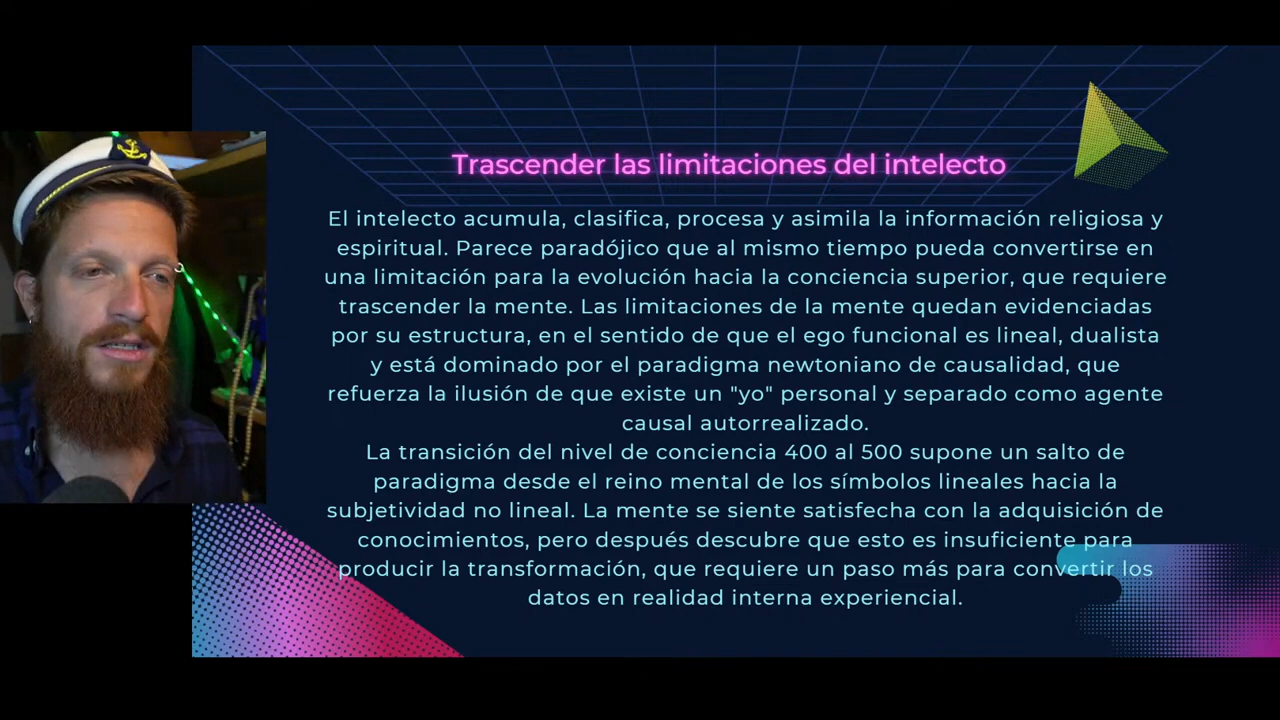 Trascender las limitaciones del intelecto
El intelecto acumula, clasifica, procesa y asimila la información religiosa y
espiritual. Parece paradójico que al mismo tiempo pueda convertirse en
una limitación para la evolución hacia la conciencia superior, que requiere
trascender la mente. Las limitaciones de la mente quedan evidenciadas
por su estructura, en el sentido de que el ego funcional es lineal, dualista
y está dominado por el paradigma newtoniano de causalidad, que
refuerza la ilusión de que existe un "yo" personal y separado como agente
causal autorrealizado.
La transición del nivel de conciencia 400 al 500 supone un salto de
paradigma desde el reino mental de los símbolos lineales hacia la
subjetividad no lineal. La mente se siente satisfecha con la adquisición de
conocimientos, pero después descubre que esto es insuficiente para
producir la transformación, que requiere un paso más para convertir los
datos en realidad interna experiencial.